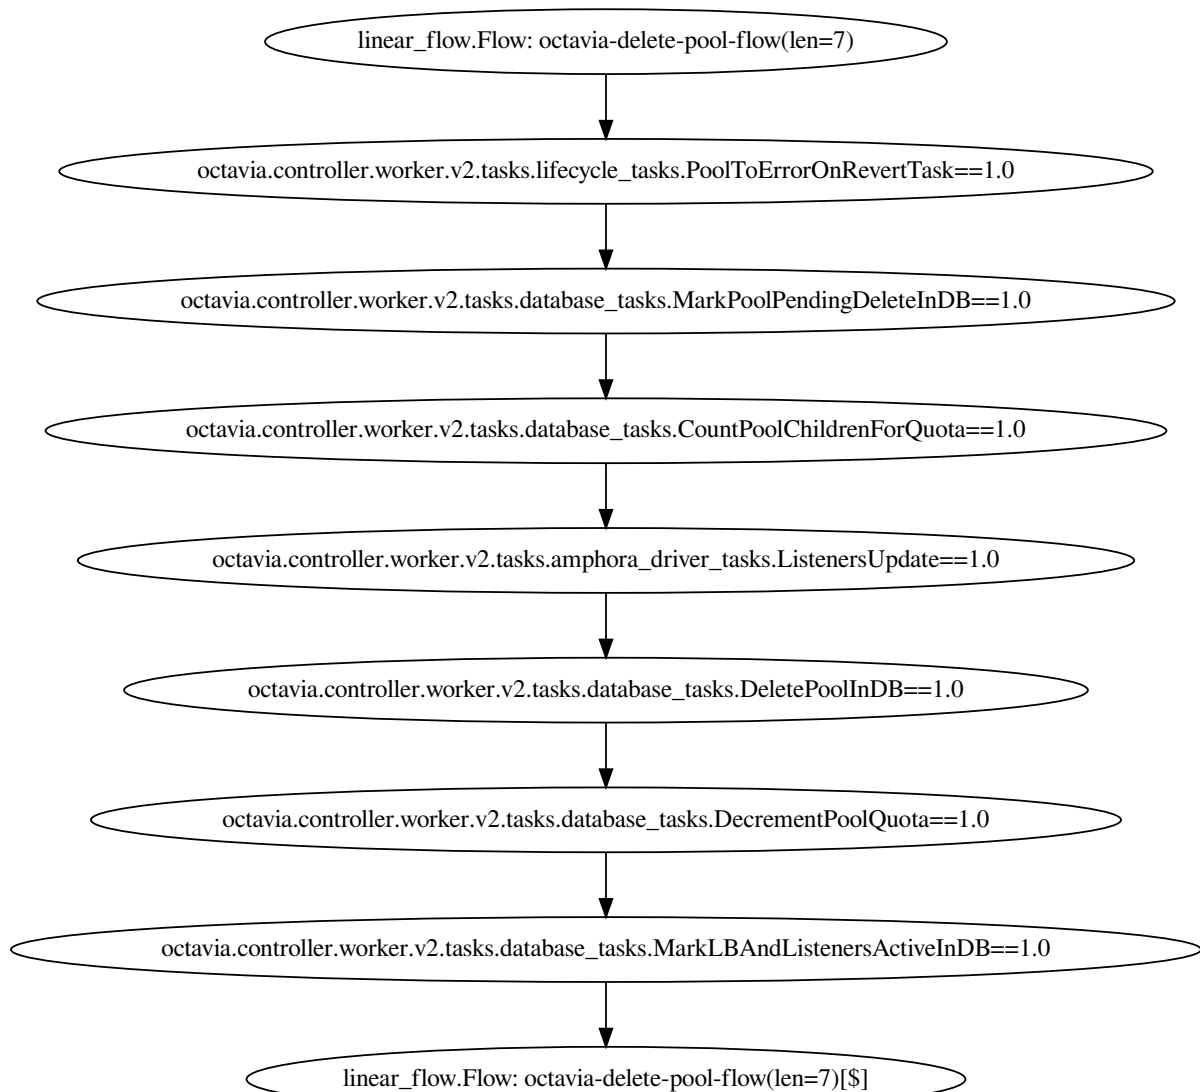 linear_flow.Flow: octavia-delete-pool-flow(len=7)
octavia.controller.worker.v2.tasks.lifecycle_tasks.PoolToErrorOnRevertTask==1.0
octavia.controller.worker.v2.tasks.database_tasks.MarkPoolPendingDeleteInDB==1.0
octavia.controller.worker.v2.tasks.database_tasks.CountPoolChildrenForQuota==1.0
octavia.controller.worker.v2.tasks.amphora_driver_tasks.ListenersUpdate==1.0
octavia.controller.worker.v2.tasks.database_tasks.DeletePoolInDB==1.0
octavia.controller.worker.v2.tasks.database_tasks.DecrementPoolQuota==1.0
octavia.controller.worker.v2.tasks.database_tasks.MarkLBAndListenersActiveInDB==1.0
linear_flow.Flow: octavia-delete-pool-flow(len=7)[$]